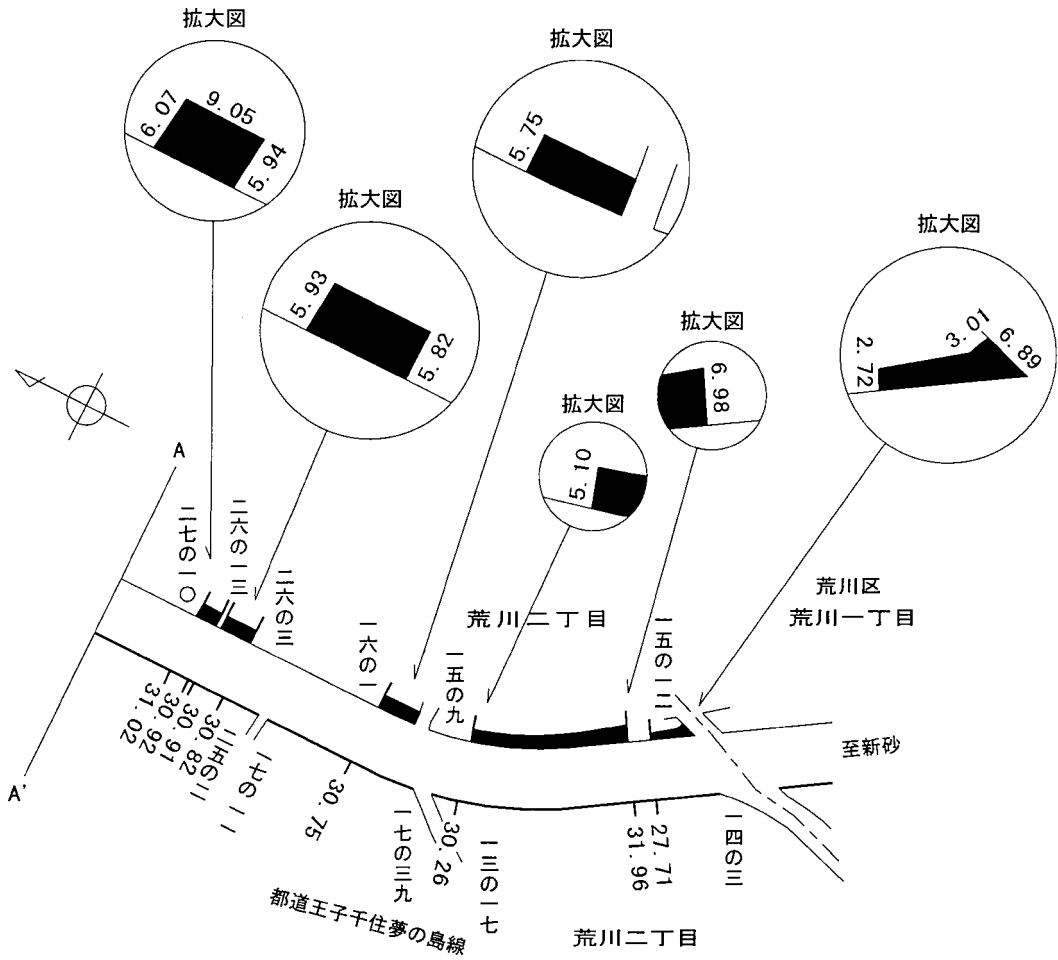 拡大図
6.07
9.05
5.94
拡大図
5.93
5.82
拡大図
5.75
拡大図
5.10
拡大図
6.98
拡大図
2.72
3.01
6.89
A
A'
二七の一〇
二六の一三
二六の三
一六の一
一五の九
荒川二丁目
一五の一二
荒川区
荒川一丁目
至新砂
31.02
30.92
30.91
30.82
二五の二
一七の一一
30.75
一七の三九
30.26
一三の一七
31.96
27.71
一四の三
都道王子千住夢の島線
荒川二丁目